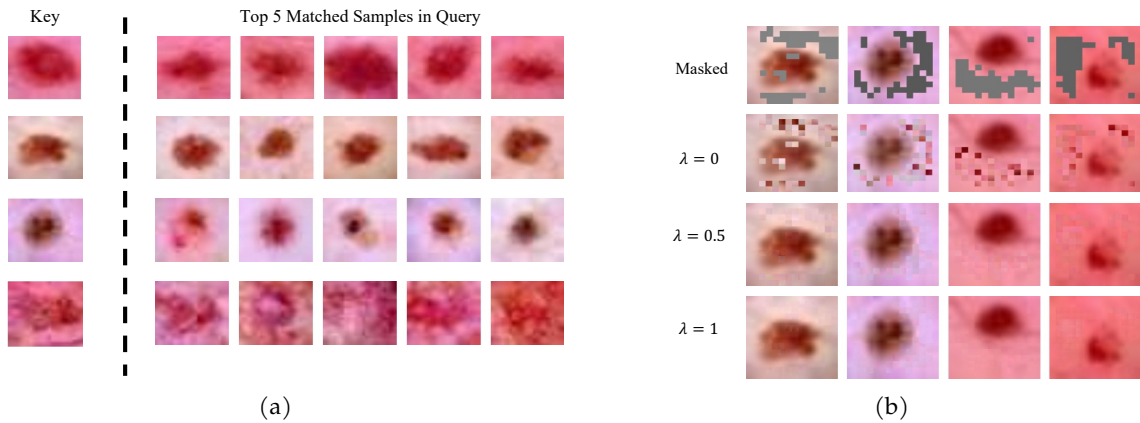 Key
Top 5 Matched Samples in Query
Masked
λ = 0
λ = 0.5
λ = 1
(a)
(b)